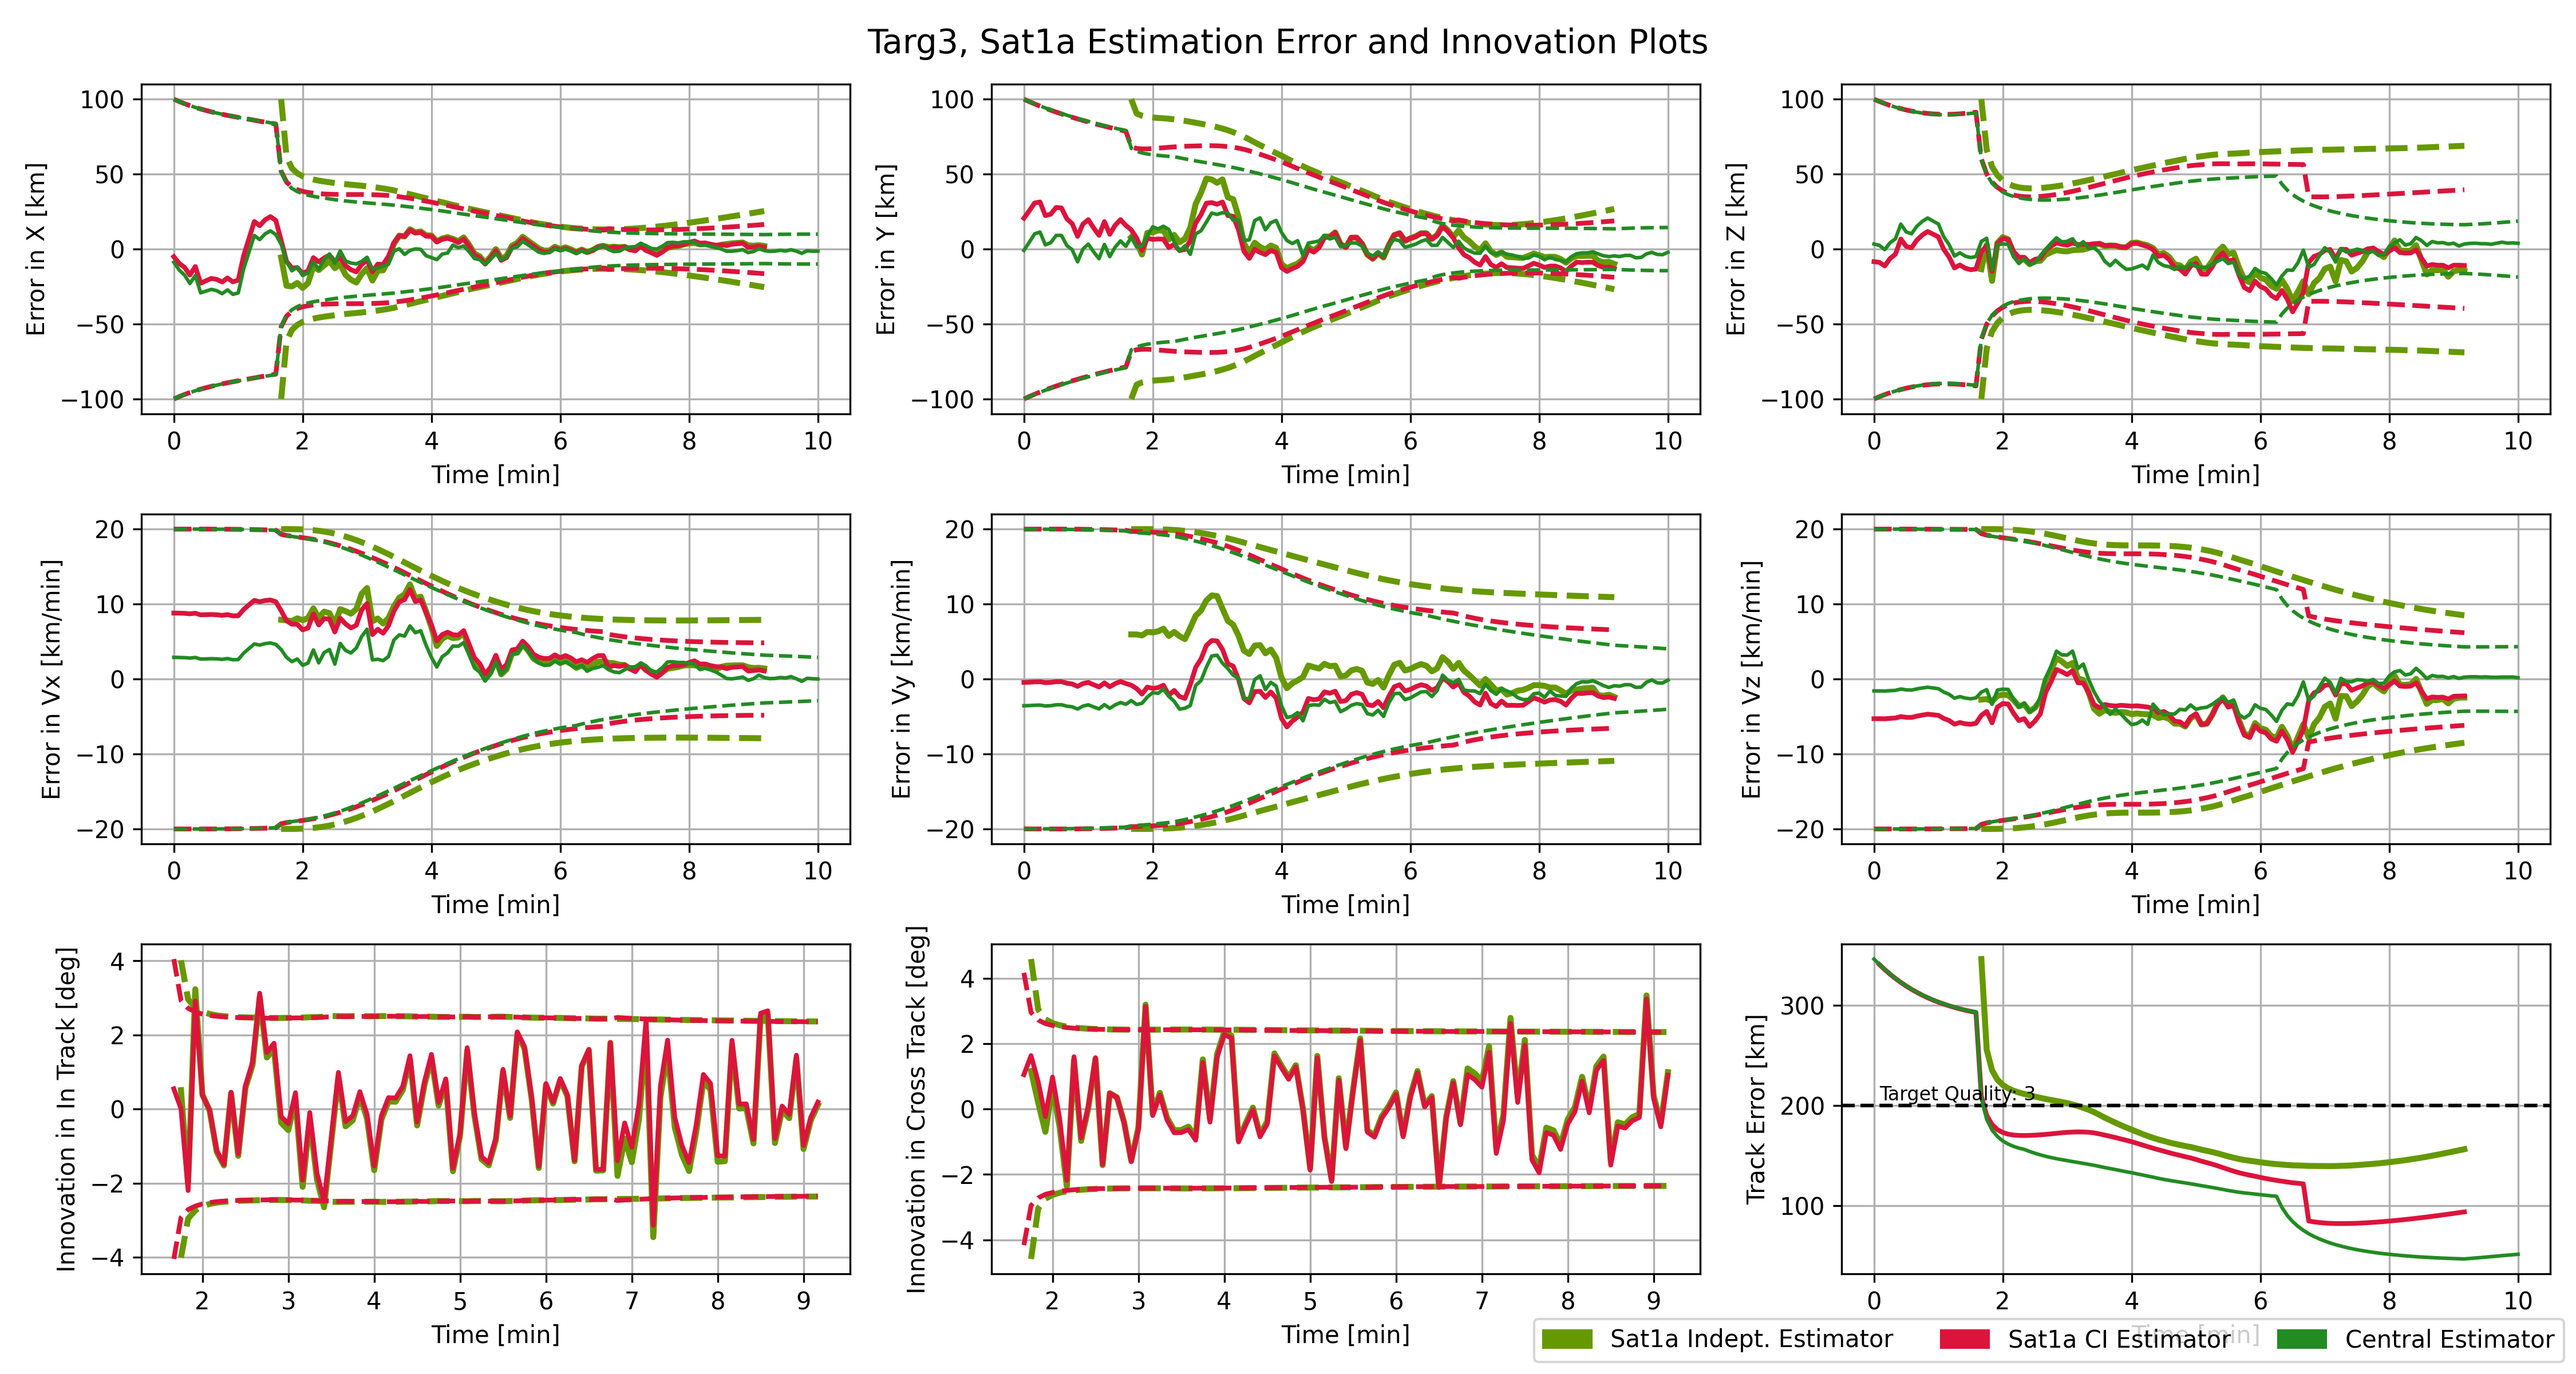 Targ3, Sat1a Estimation Error and Innovation Plots
Error in X [km]
100
50
0
−50
−100
0 2 4 6 8 10
Time [min]
Error in Y [km]
100
50
0
−50
−100
0 2 4 6 8 10
Time [min]
Error in Z [km]
100
50
0
−50
−100
0 2 4 6 8 10
Time [min]
Error in Vx [km/min]
20
10
0
−10
−20
0 2 4 6 8 10
Time [min]
Error in Vy [km/min]
20
10
0
−10
−20
0 2 4 6 8 10
Time [min]
Error in Vz [km/min]
20
10
0
−10
−20
0 2 4 6 8 10
Time [min]
Innovation in In Track [deg]
4
2
0
−2
−4
2 3 4 5 6 7 8 9
Time [min]
Innovation in Cross Track [deg]
4
2
0
−2
−4
2 3 4 5 6 7 8 9
Time [min]
Track Error [km]
300
200
100
Target Quality: 3
0 2 4 6 8 10
Time [min]
Sat1a Indept. Estimator
Sat1a CI Estimator
Central Estimator